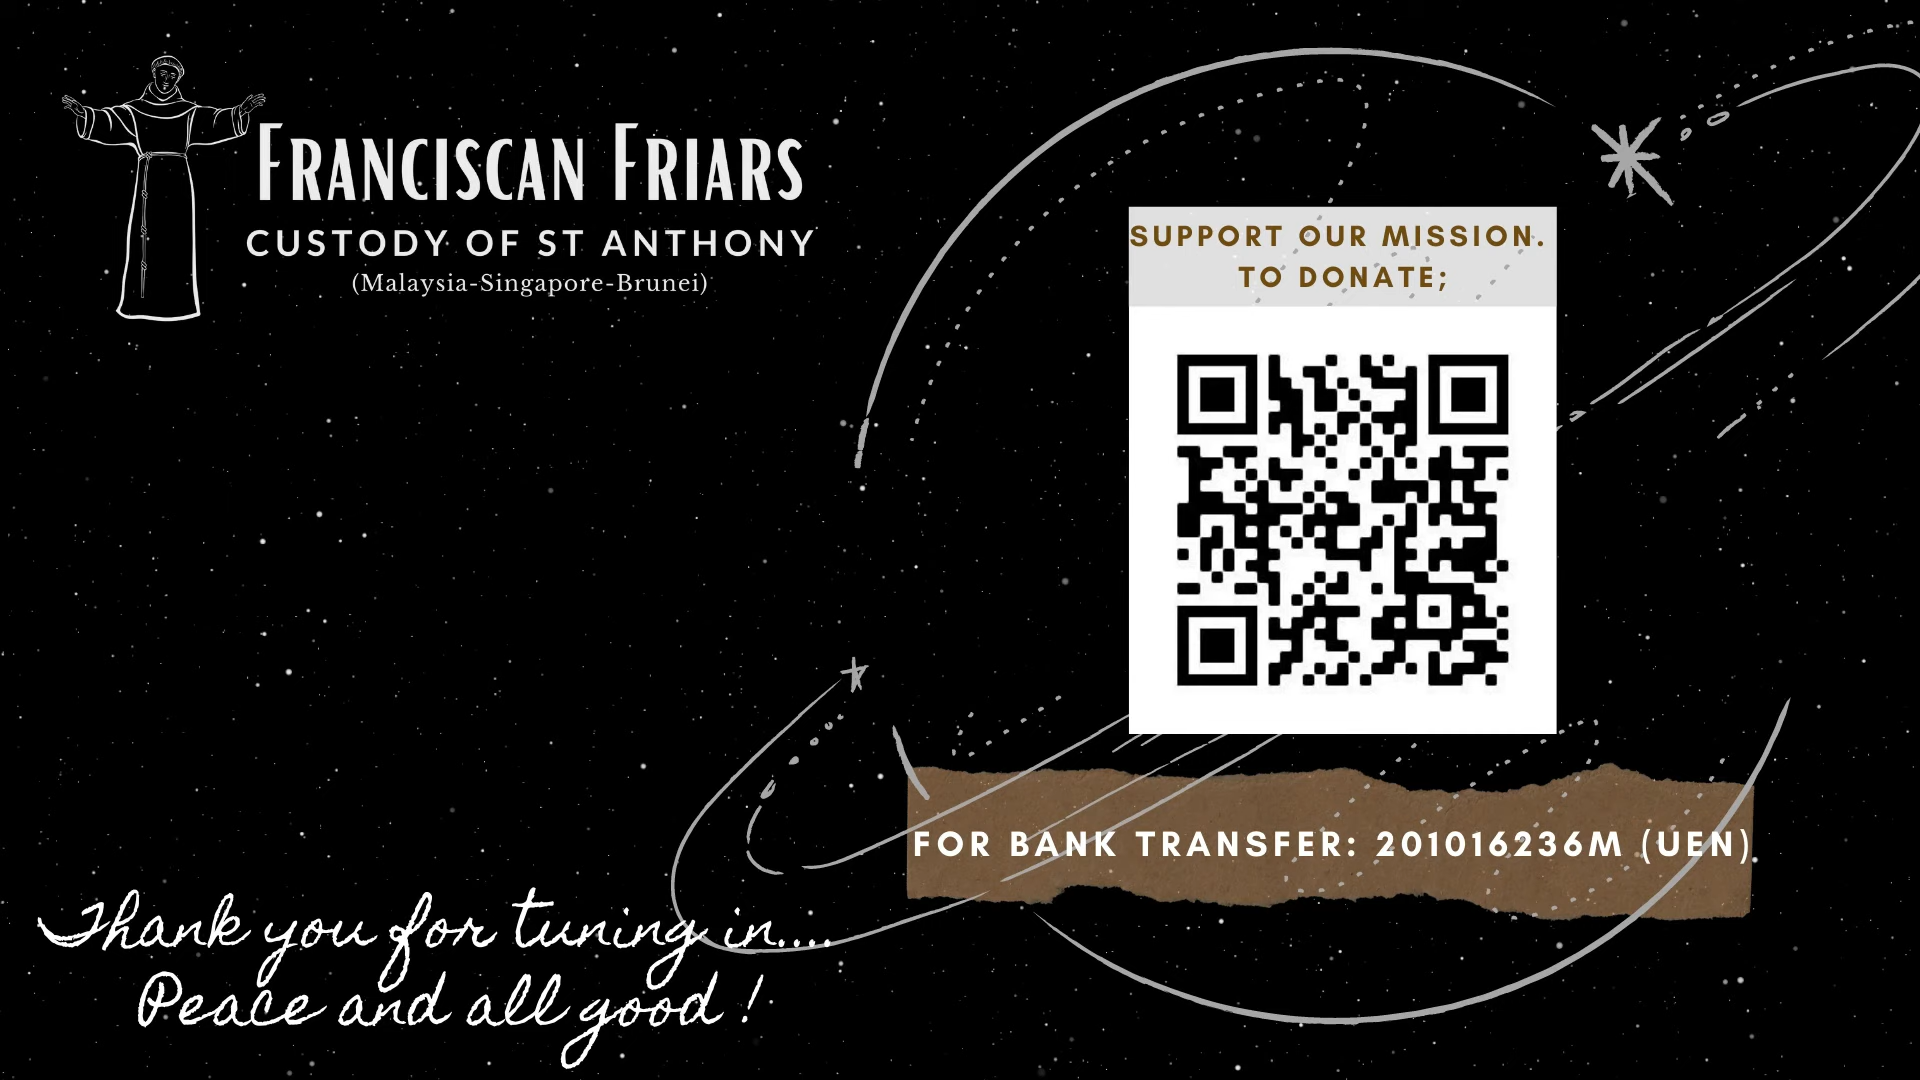 FRANCISCAN FRIARS
CUSTODY OF ST ANTHONY
(Malaysia-Singapore-Brunei)
SUPPORT OUR MISSION.
TO DONATE;
FOR BANK TRANSFER: 201016236M (UEN)
Thank you for tuning in....
Peace and all good !